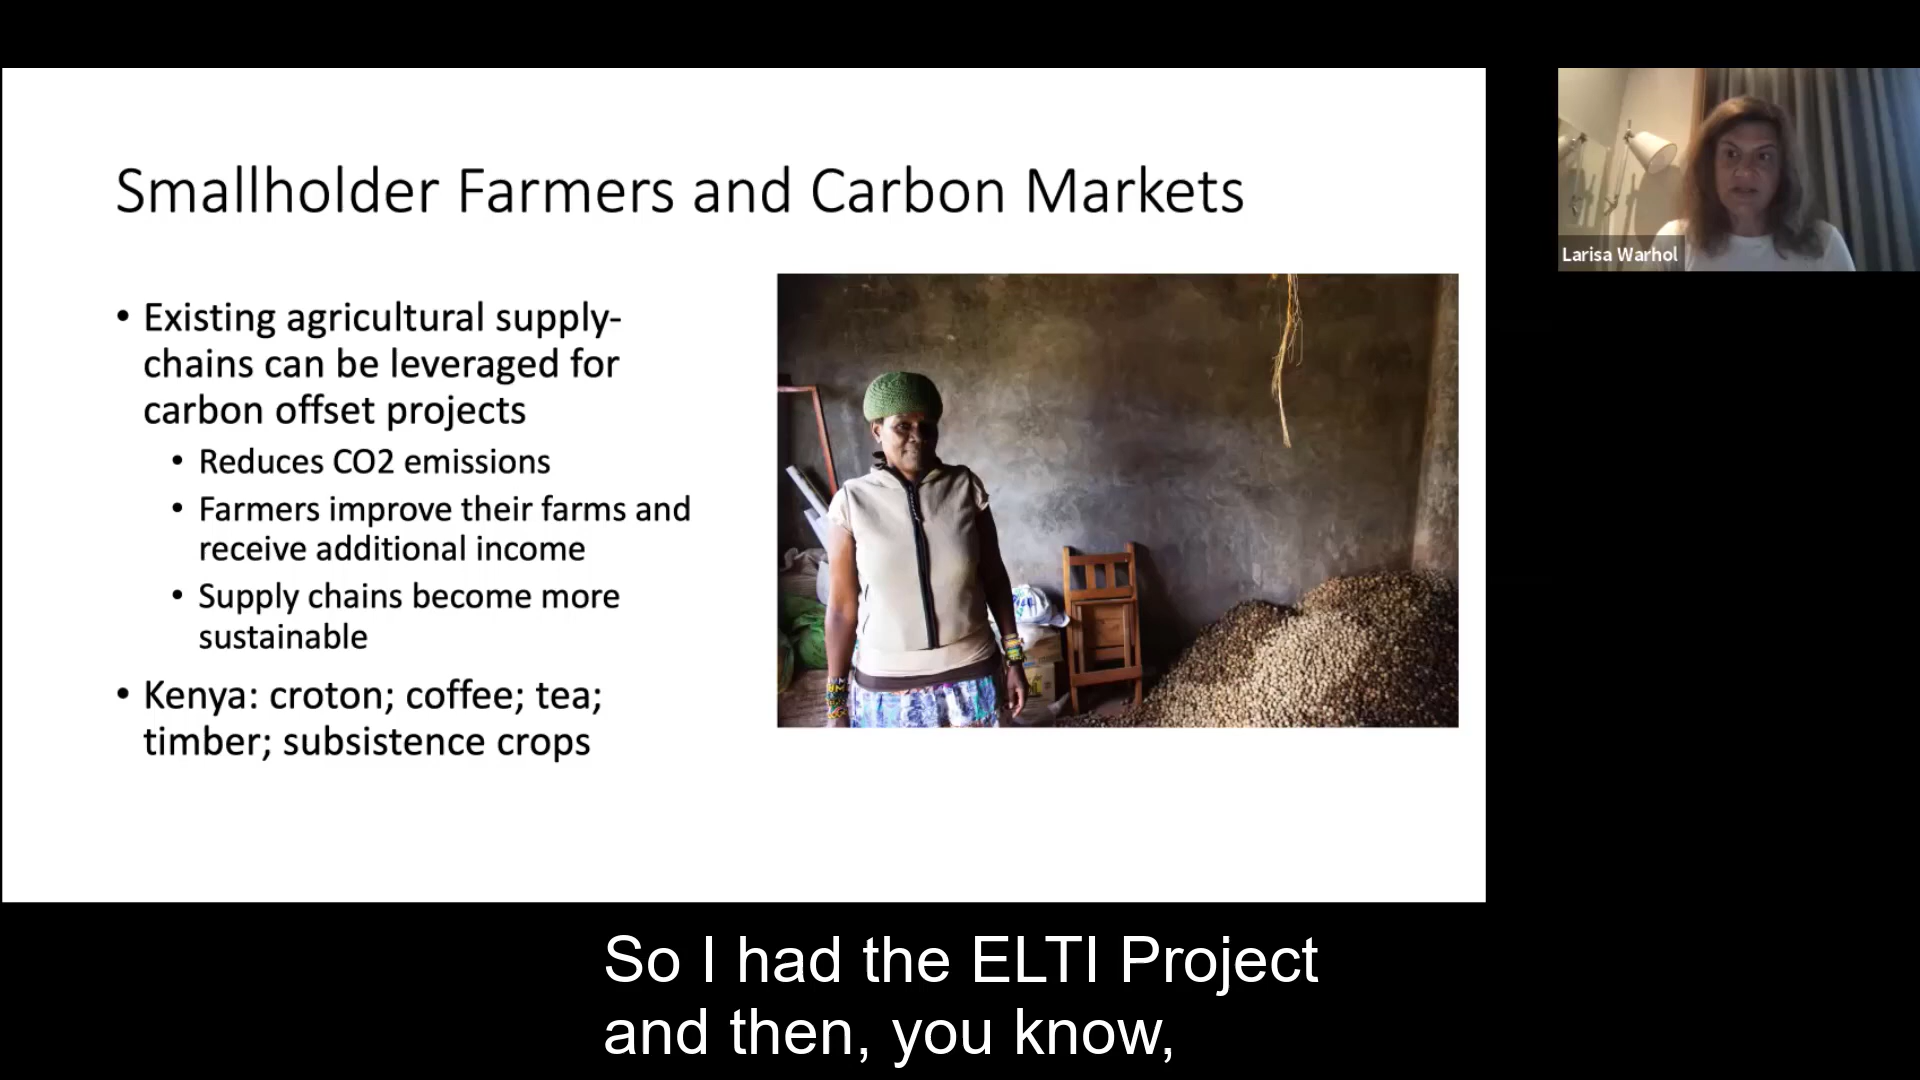 Smallholder Farmers and Carbon Markets
• Existing agricultural supply-
chains can be leveraged for
carbon offset projects
• Reduces CO2 emissions
• Farmers improve their farms and
receive additional income
• Supply chains become more
sustainable
• Kenya: croton; coffee; tea;
timber; subsistence crops
Larisa Warhol
So I had the ELTI Project
and then, you know,